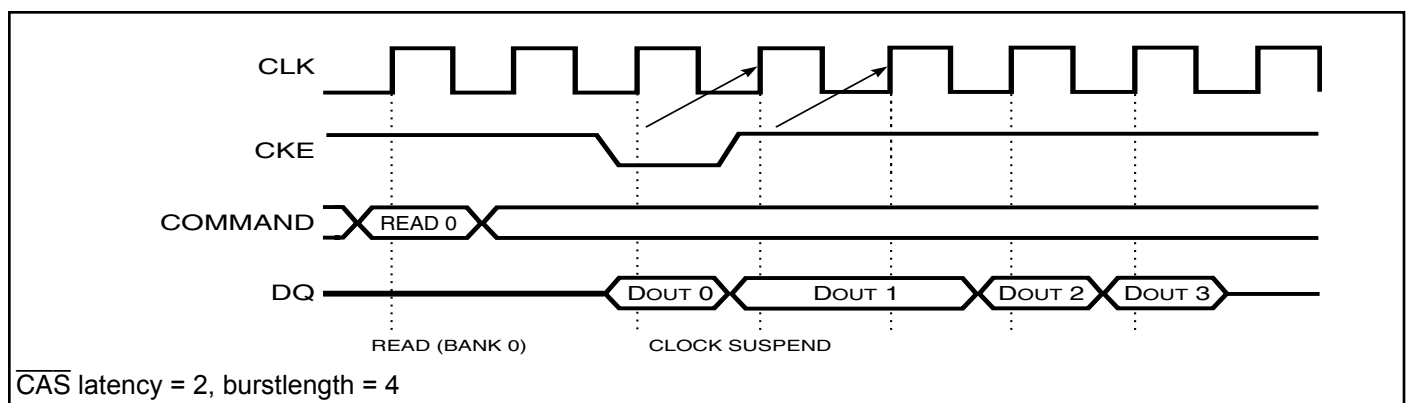 CLK
CKE
COMMAND READ 0
DQ DOUT 0 DOUT 1 DOUT 2 DOUT 3
READ (BANK 0) CLOCK SUSPEND
CAS latency = 2, burstlength = 4